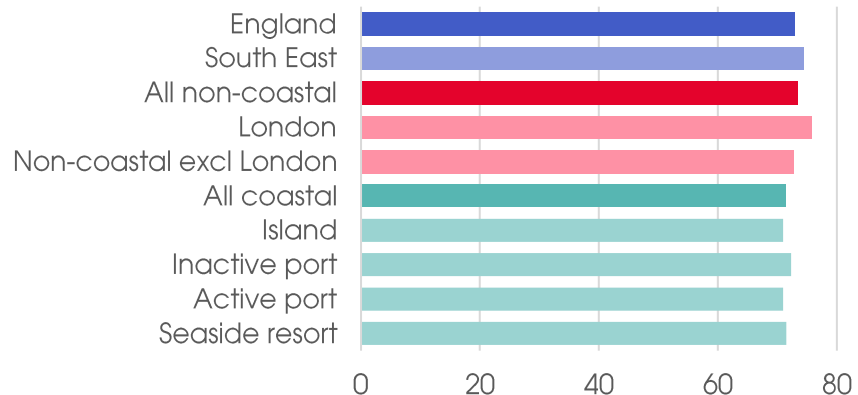 England
South East
All non-coastal
London
Non-coastal excl London
All coastal
Island
Inactive port
Active port
Seaside resort
0 20 40 60 80